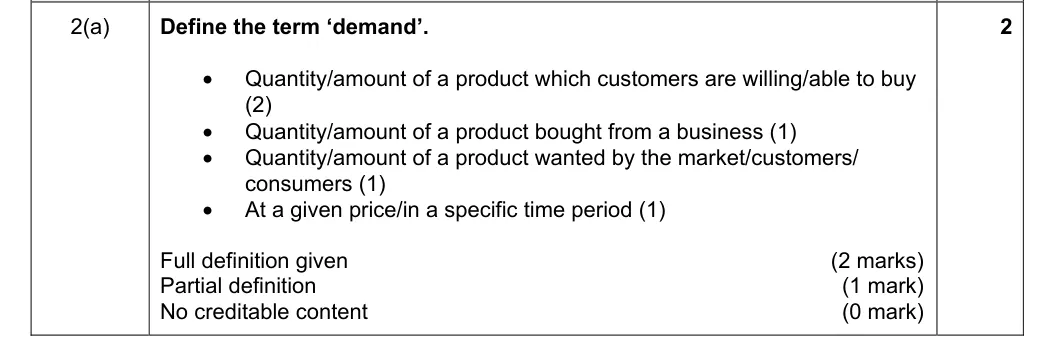 2(a) Define the term ‘demand’. 2
• Quantity/amount of a product which customers are willing/able to buy
(2)
• Quantity/amount of a product bought from a business (1)
• Quantity/amount of a product wanted by the market/customers/
consumers (1)
• At a given price/in a specific time period (1)
Full definition given (2 marks)
Partial definition (1 mark)
No creditable content (0 mark)